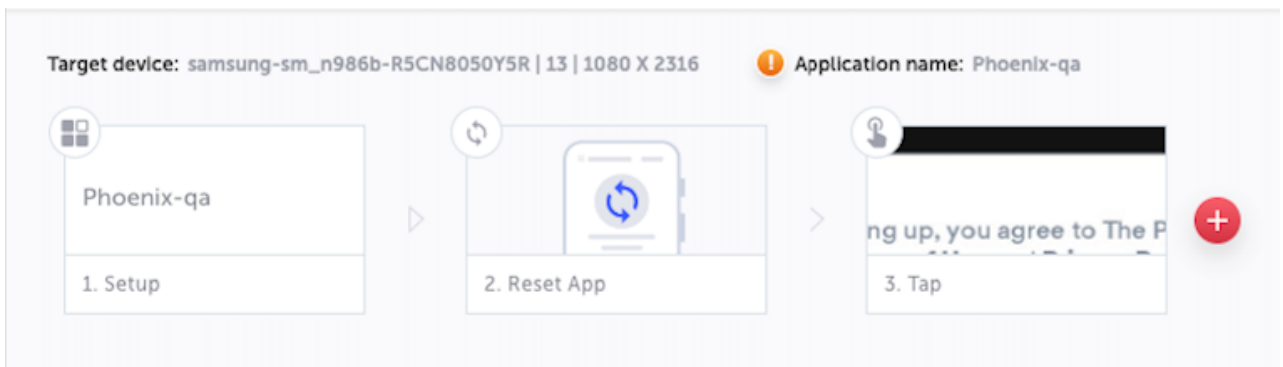 Target device: samsung-sm_n986b-R5CN8050Y5R | 13 | 1080 X 2316
Application name: Phoenix-qa
Phoenix-qa
1. Setup
2. Reset App
ng up, you agree to The P
3. Tap